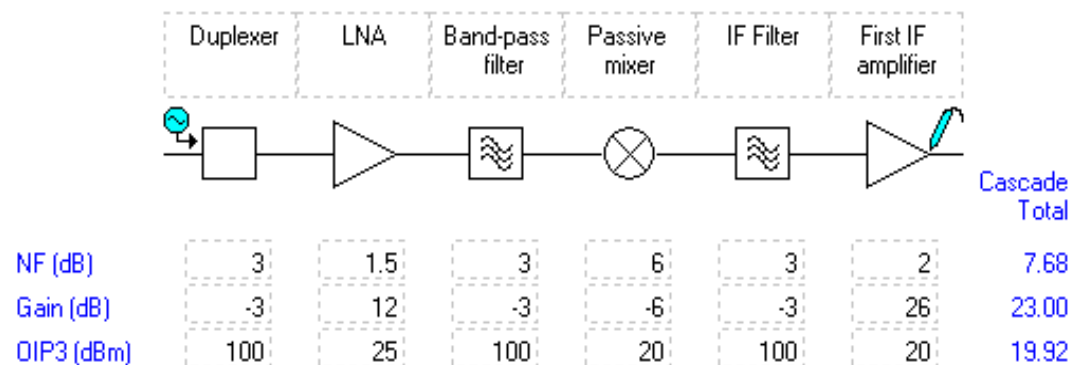 Duplexer LNA Band-pass Passive IF Filter First IF
filter mixer amplifier
Cascade
Total
NF (dB) 3 1.5 3 6 3 2 7.68
Gain (dB) -3 12 -3 -6 -3 26 23.00
OIP3 (dBm) 100 25 100 20 100 20 19.92